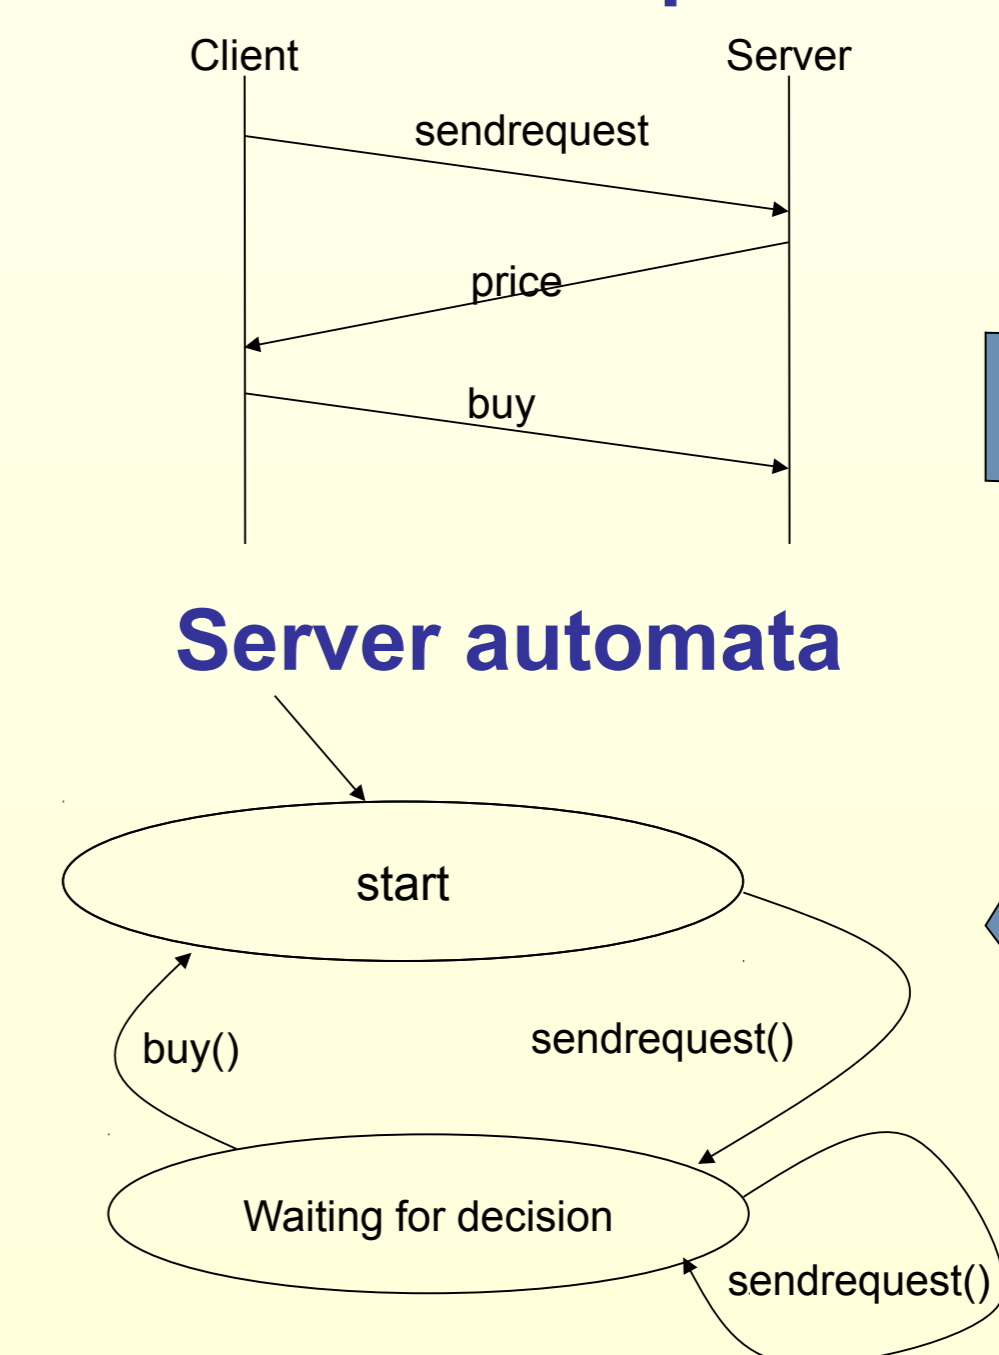 Client Server
sendrequest
price
buy
Server automata
start
buy()
sendrequest()
Waiting for decision
sendrequest()